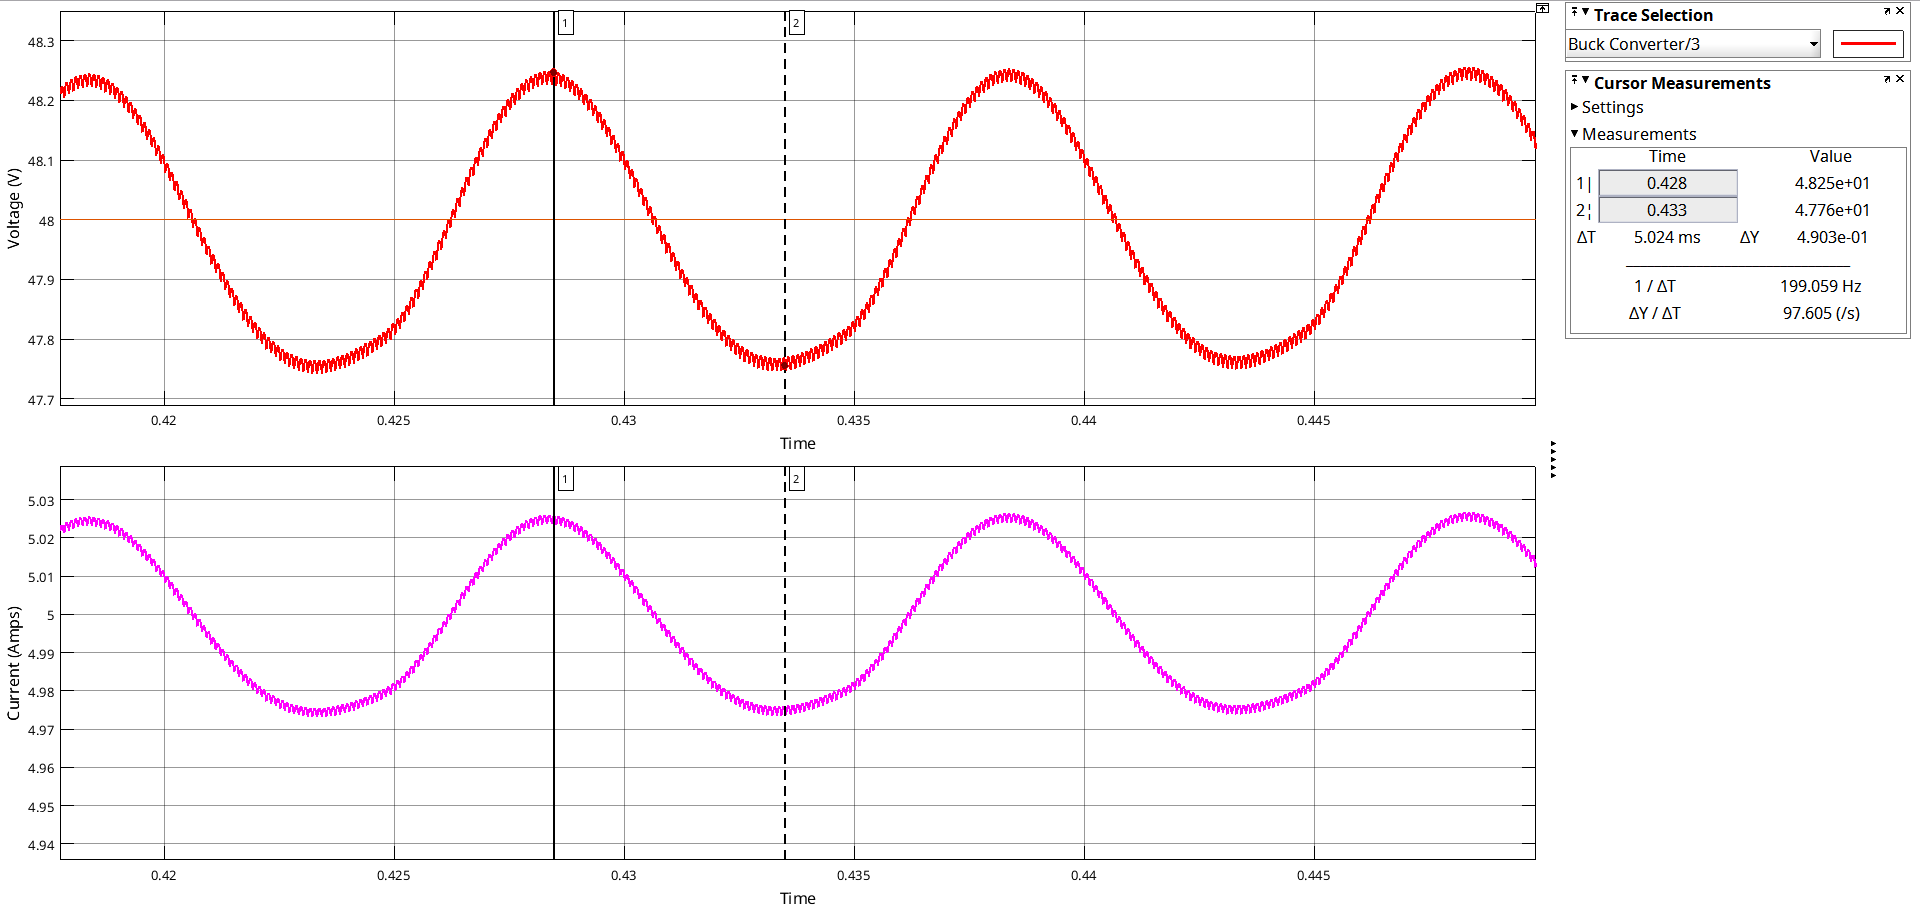 1
2
48.3
48.2
48.1
48
47.9
47.8
47.7
Voltage (V)
0.42 0.425 0.43 0.435 0.44 0.445
Time
1
2
5.03
5.02
5.01
5
4.99
4.98
4.97
4.96
4.95
4.94
Current (Amps)
0.42 0.425 0.43 0.435 0.44 0.445
Time
Trace Selection
Buck Converter/3
Cursor Measurements
Settings
Measurements
Time Value
1| 0.428 4.825e+01
2¦ 0.433 4.776e+01
ΔT 5.024 ms ΔY 4.903e-01
1 / ΔT 199.059 Hz
ΔY / ΔT 97.605 (/s)